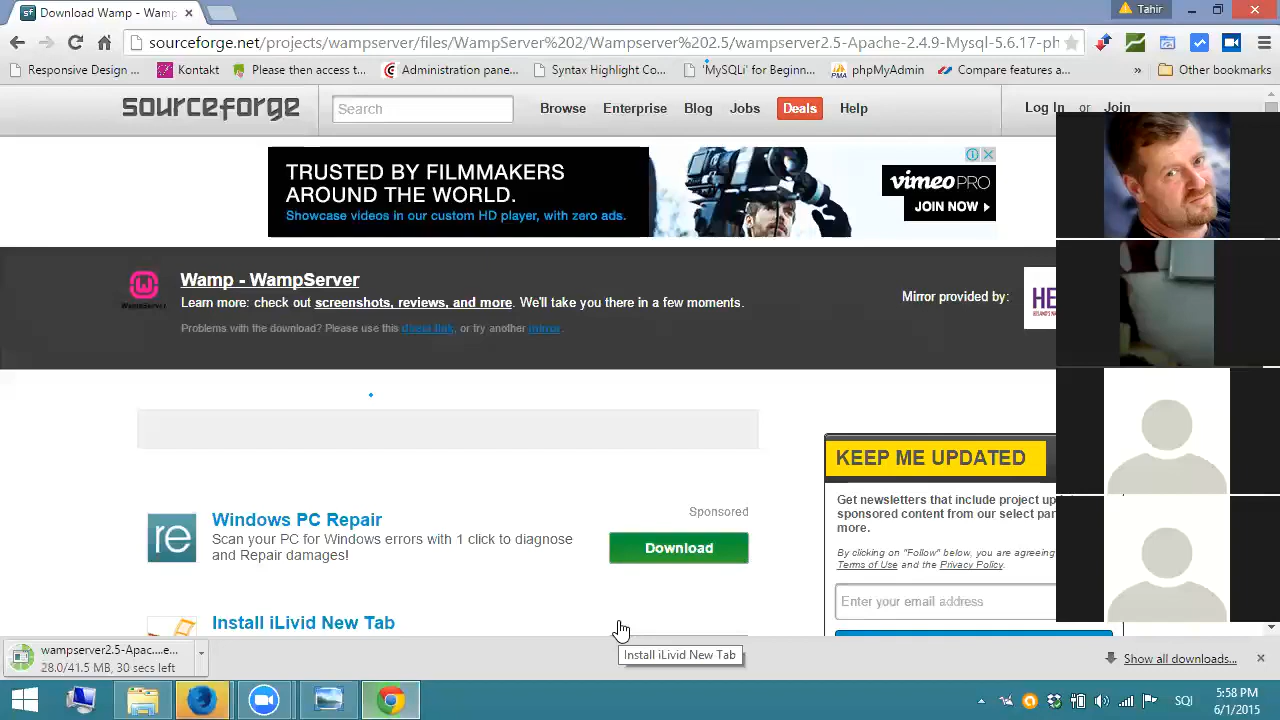 Download Wamp - Wamp
Tahir
sourceforge.net/projects/wampserver/files/WampServer%202/Wampserver%202.5/wampserver2.5-Apache-2.4.9-Mysql-5.6.17-ph
Responsive Design ...
Kontakt
Please then access t...
Administration pane...
Syntax Highlight Co...
'MySQLi' for Beginn...
PMA phpMyAdmin
Compare features a...
»
Other bookmarks
sourceforge
Search
Browse
Enterprise
Blog
Jobs
Deals
Help
Log In or Join
TRUSTED BY FILMMAKERS
AROUND THE WORLD.
Showcase videos in our custom HD player, with zero ads.
vimeo PRO
JOIN NOW
Wamp - WampServer
WampServer
Learn more: check out screenshots, reviews, and more. We'll take you there in a few moments.
Problems with the download? Please use this direct link, or try another mirror.
Mirror provided by:
HE
KEEP ME UPDATED
Get newsletters that include project up
sponsored content from our select par
more.
By clicking on "Follow" below, you are agreeing
Terms of Use and the Privacy Policy.
Enter your email address
Sponsored
re
Windows PC Repair
Scan your PC for Windows errors with 1 click to diagnose
and Repair damages!
Download
Install iLivid New Tab
Install iLivid New Tab
wampserver2.5-Apac....e...
28.0/41.5 MB, 30 secs left
Show all downloads...
SQI
5:58 PM
6/1/2015